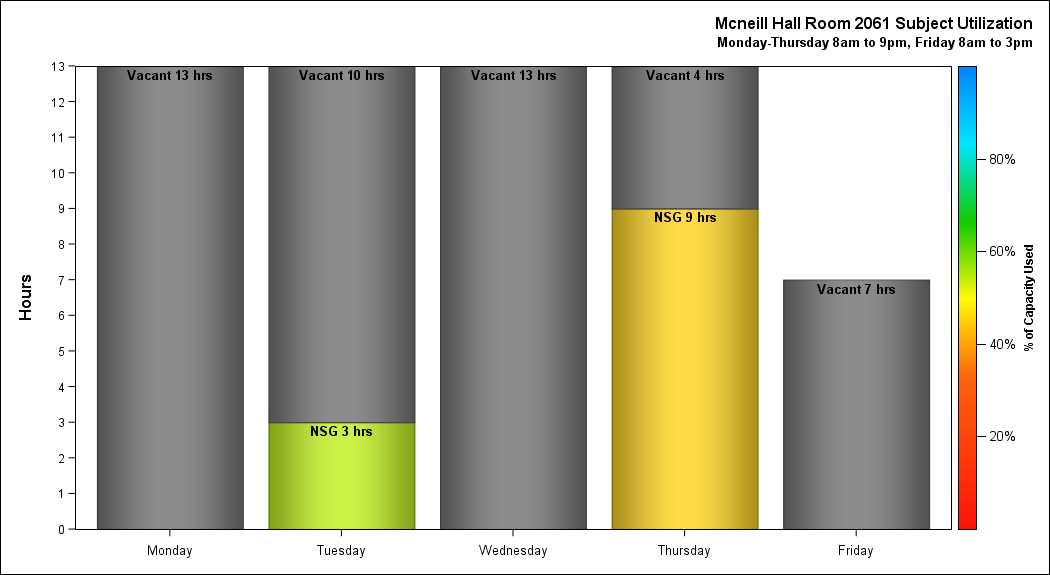 Mcneill Hall Room 2061 Subject Utilization
Monday-Thursday 8am to 9pm, Friday 8am to 3pm
Hours
13
12
11
10
9
8
7
6
5
4
3
2
1
0
Vacant 13 hrs
Vacant 10 hrs
NSG 3 hrs
Vacant 13 hrs
Vacant 4 hrs
NSG 9 hrs
Vacant 7 hrs
Monday
Tuesday
Wednesday
Thursday
Friday
80%
60%
40%
20%
% of Capacity Used